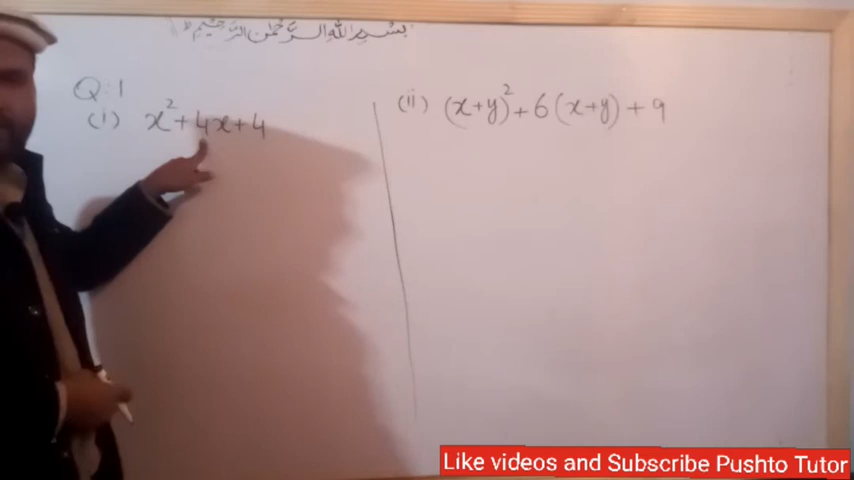 بسم الله الرحمن الرحيم
Q:1
(i) x²+4x+4
(ii) (x+y)²+6(x+y)+9
Like videos and Subscribe Pushto Tutor